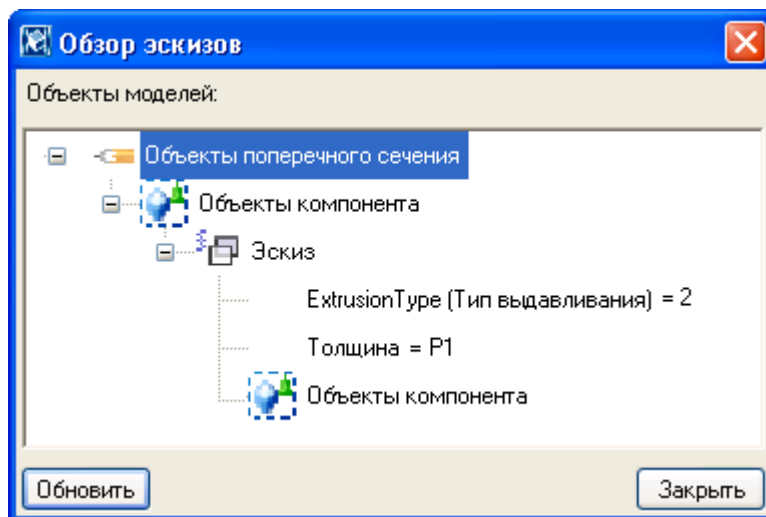 Обзор эскизов
Объекты моделей:
Объекты поперечного сечения
Объекты компонента
Эскиз
ExtrusionType (Тип выдавливания) = 2
Толщина = P1
Объекты компонента
Обновить
Закрыть